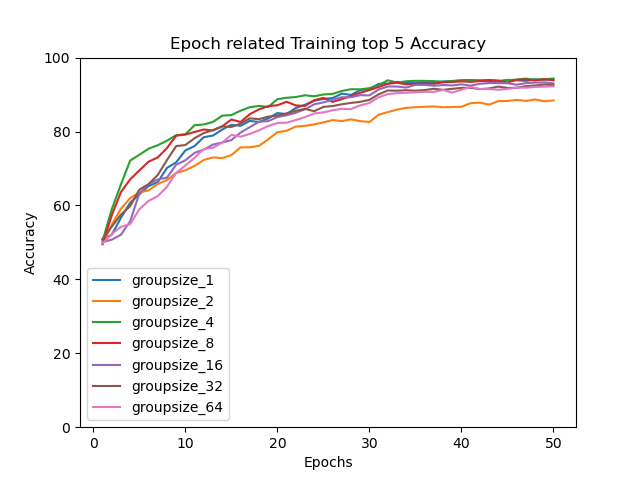 Epoch related Training top 5 Accuracy
100
80
60
40
20
0
Accuracy
groupsize_1
groupsize_2
groupsize_4
groupsize_8
groupsize_16
groupsize_32
groupsize_64
0 10 20 30 40 50
Epochs